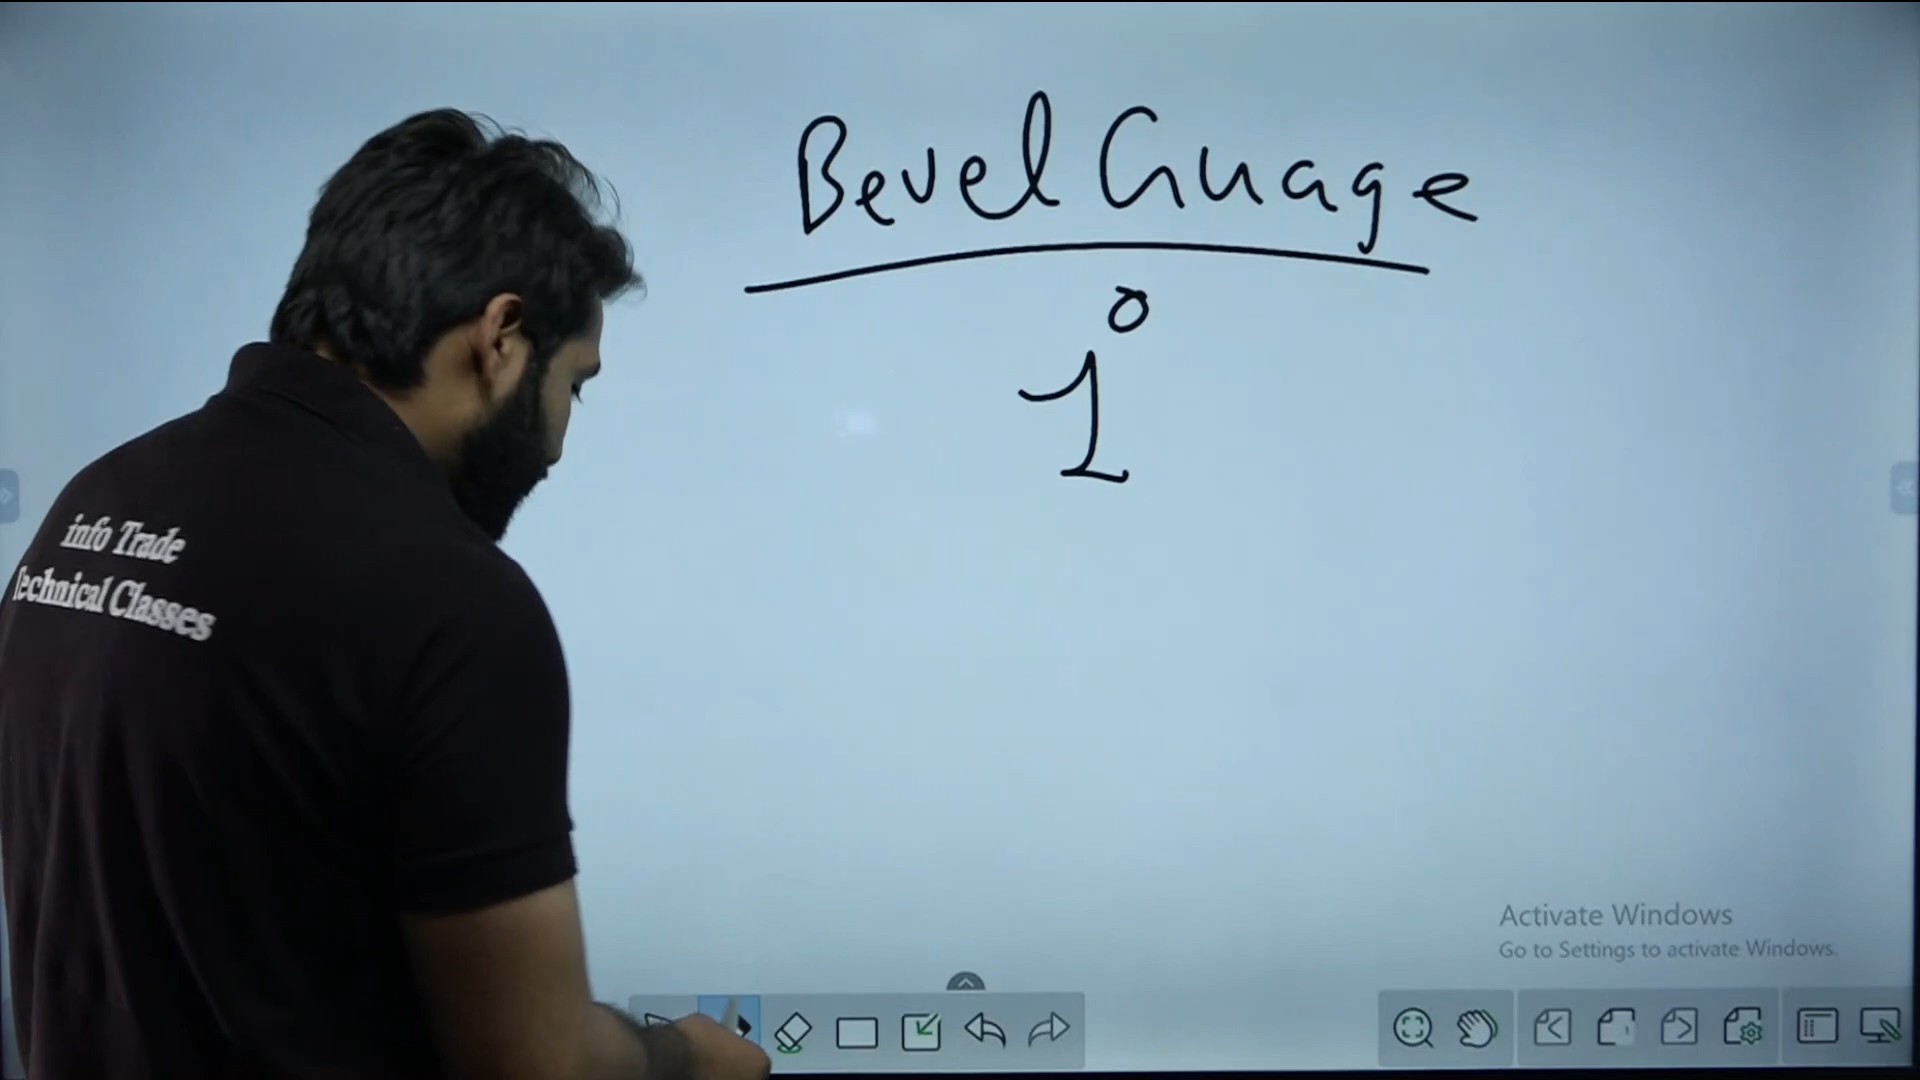 Bevel Guage
1°
info Trade
Technical Classes
Activate Windows
Go to Settings to activate Windows.